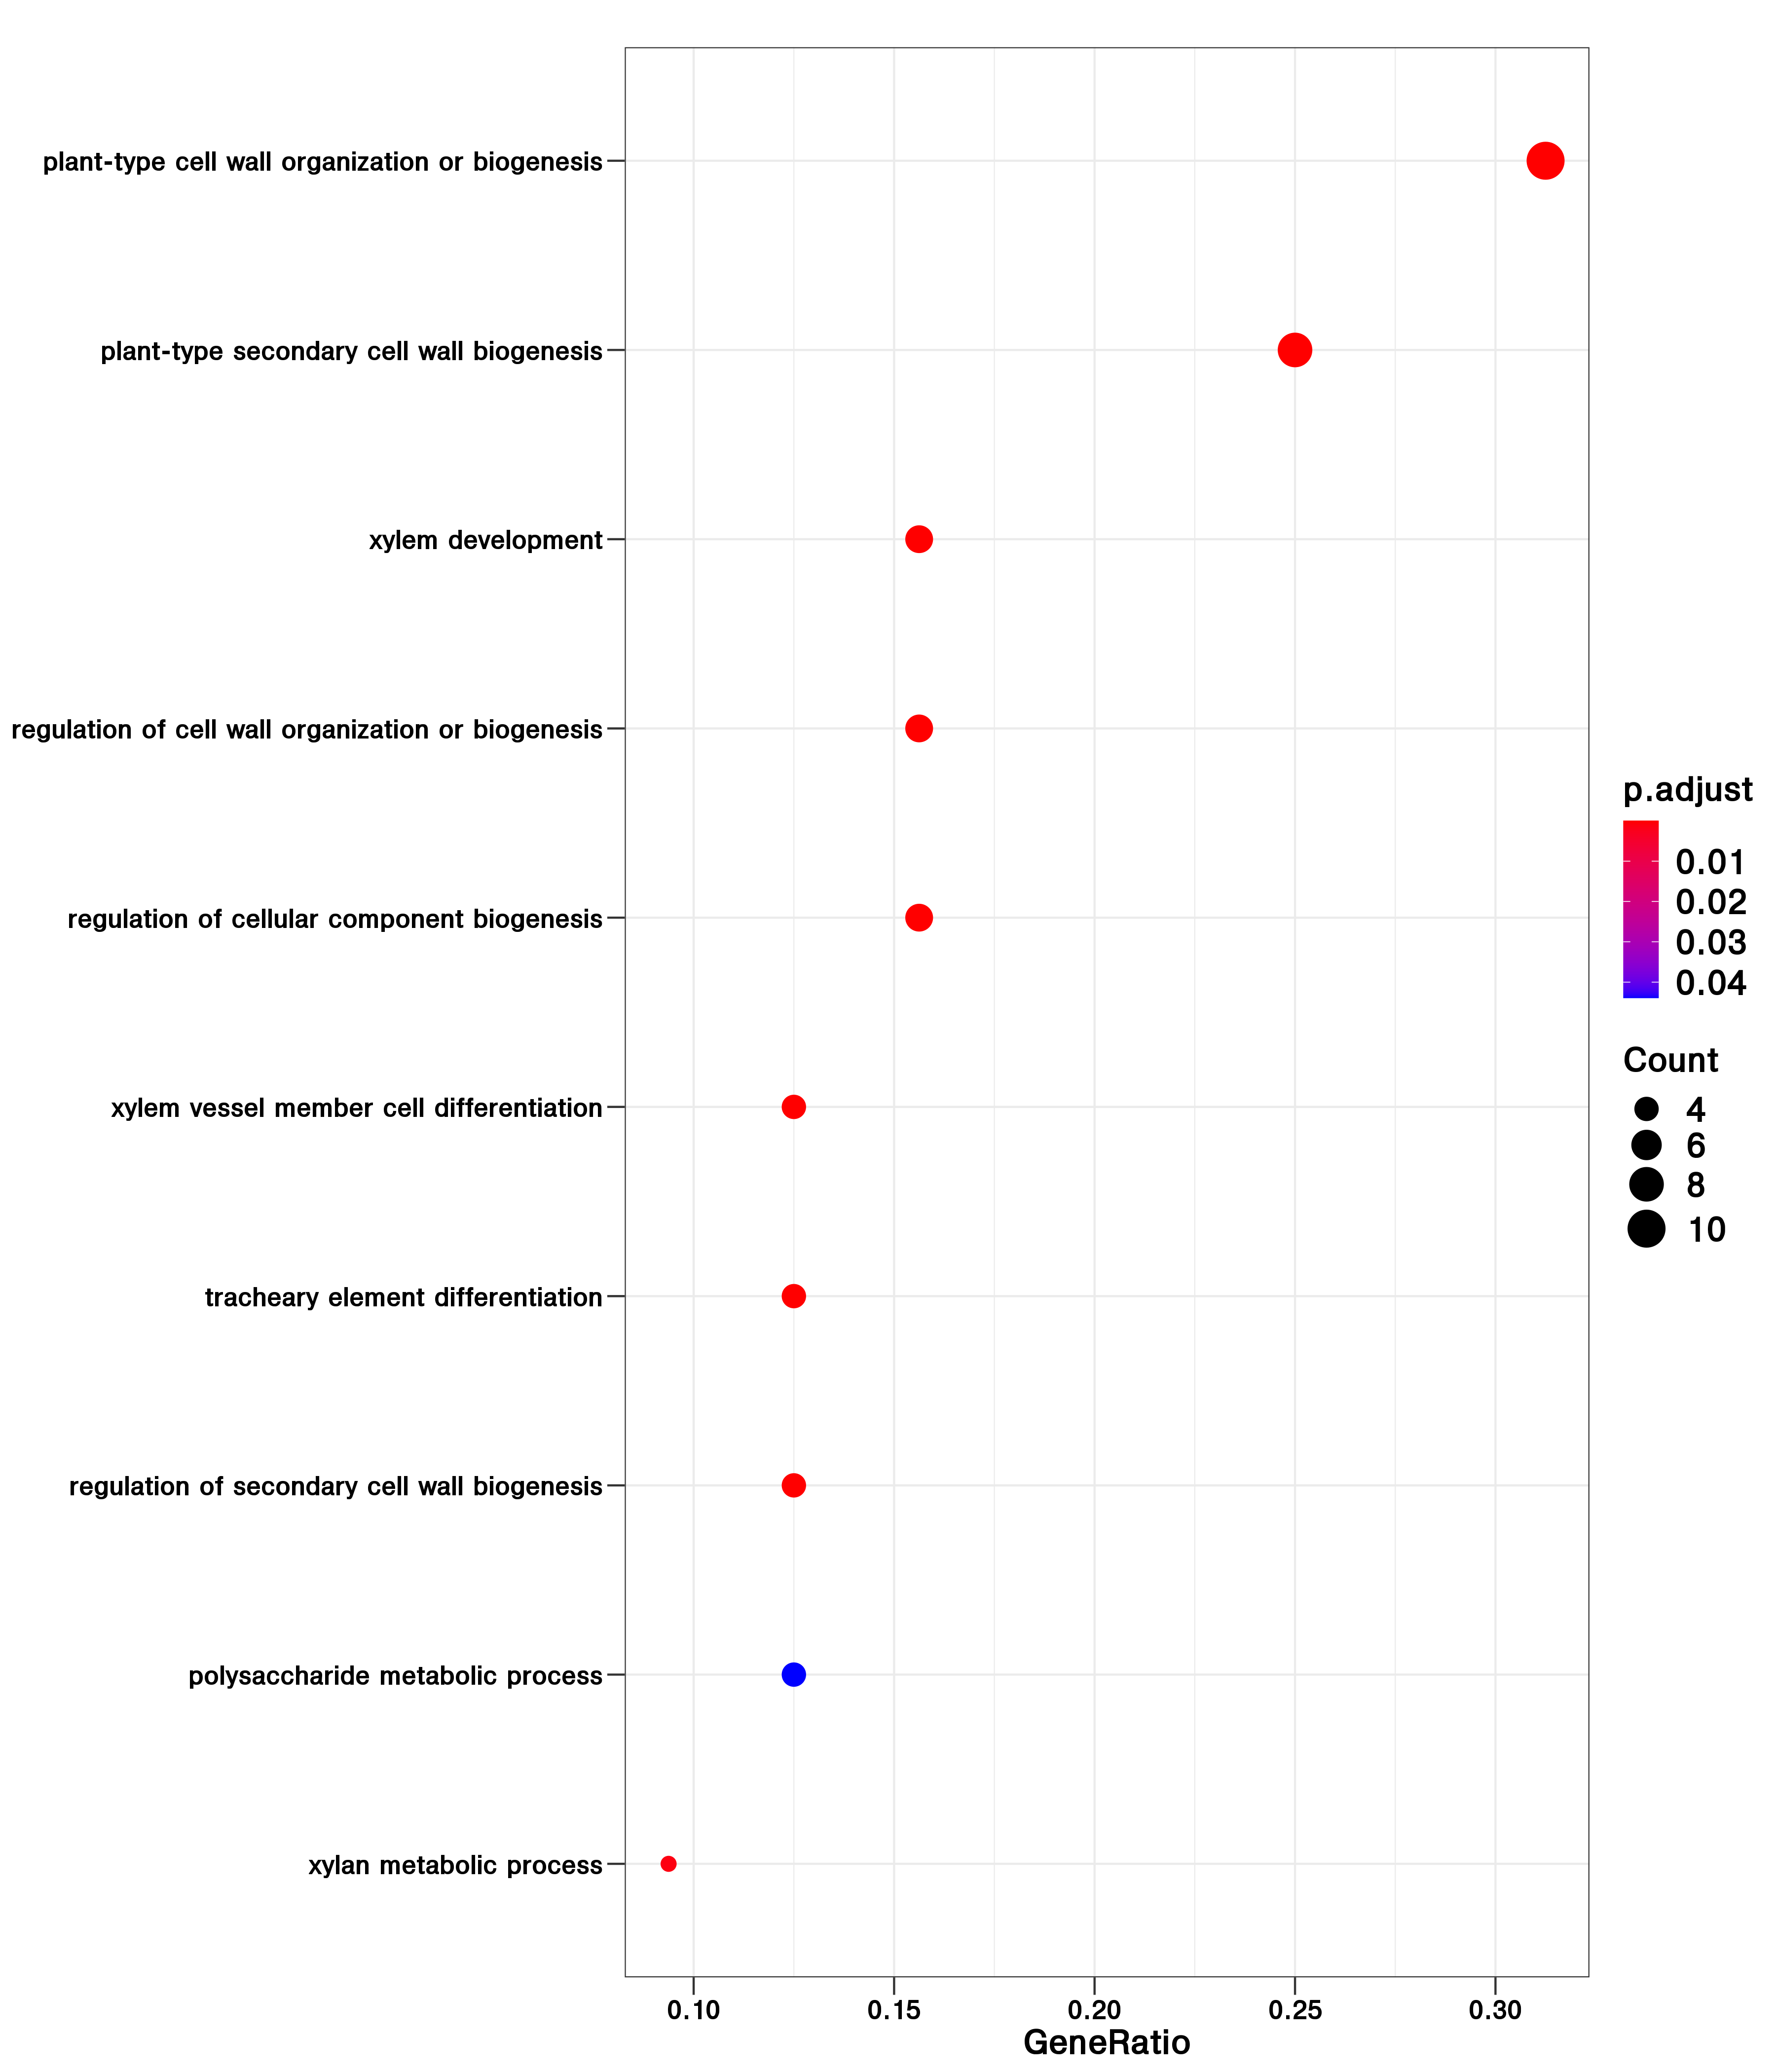 plant-type cell wall organization or biogenesis
plant-type secondary cell wall biogenesis
xylem development
regulation of cell wall organization or biogenesis
regulation of cellular component biogenesis
xylem vessel member cell differentiation
tracheary element differentiation
regulation of secondary cell wall biogenesis
polysaccharide metabolic process
xylan metabolic process
0.10 0.15 0.20 0.25 0.30
GeneRatio
p.adjust
0.01
0.02
0.03
0.04
Count
4
6
8
10